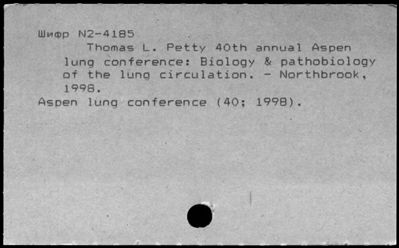 Шифр N2-4185
Thomas L. Petty 40th annual Aspen
lung conference: Biology & pathobiology
of the lung circulation. - Northbrook,
1998.
Aspen lung conference (40; 1998).